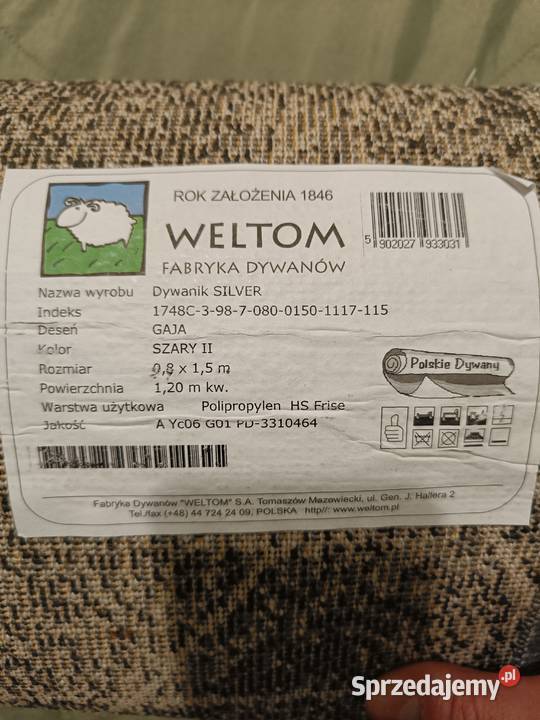 ROK ZAŁOŻENIA 1846
WELTOM
FABRYKA DYWANÓW
5 902027 933031
Nazwa wyrobu Dywanik SILVER
Indeks 1748C-3-98-7-080-0150-1117-115
Deseń GAJA
Kolor SZARY II
Rozmiar 0,8 x 1,5 m
Powierzchnia 1,20 m kw.
Warstwa użytkowa Polipropylen HS Frise
Jakość A Yc06 G01 PD-3310464
Polskie Dywany
Fabryka Dywanów "WELTOM" S.A. Tomaszów Mazowiecki, ul. Gen. J. Hallera 2
Tel./fax (+48) 44 724 24 09, POLSKA http//: www.weltom.pl
Sprzedajemy.pl